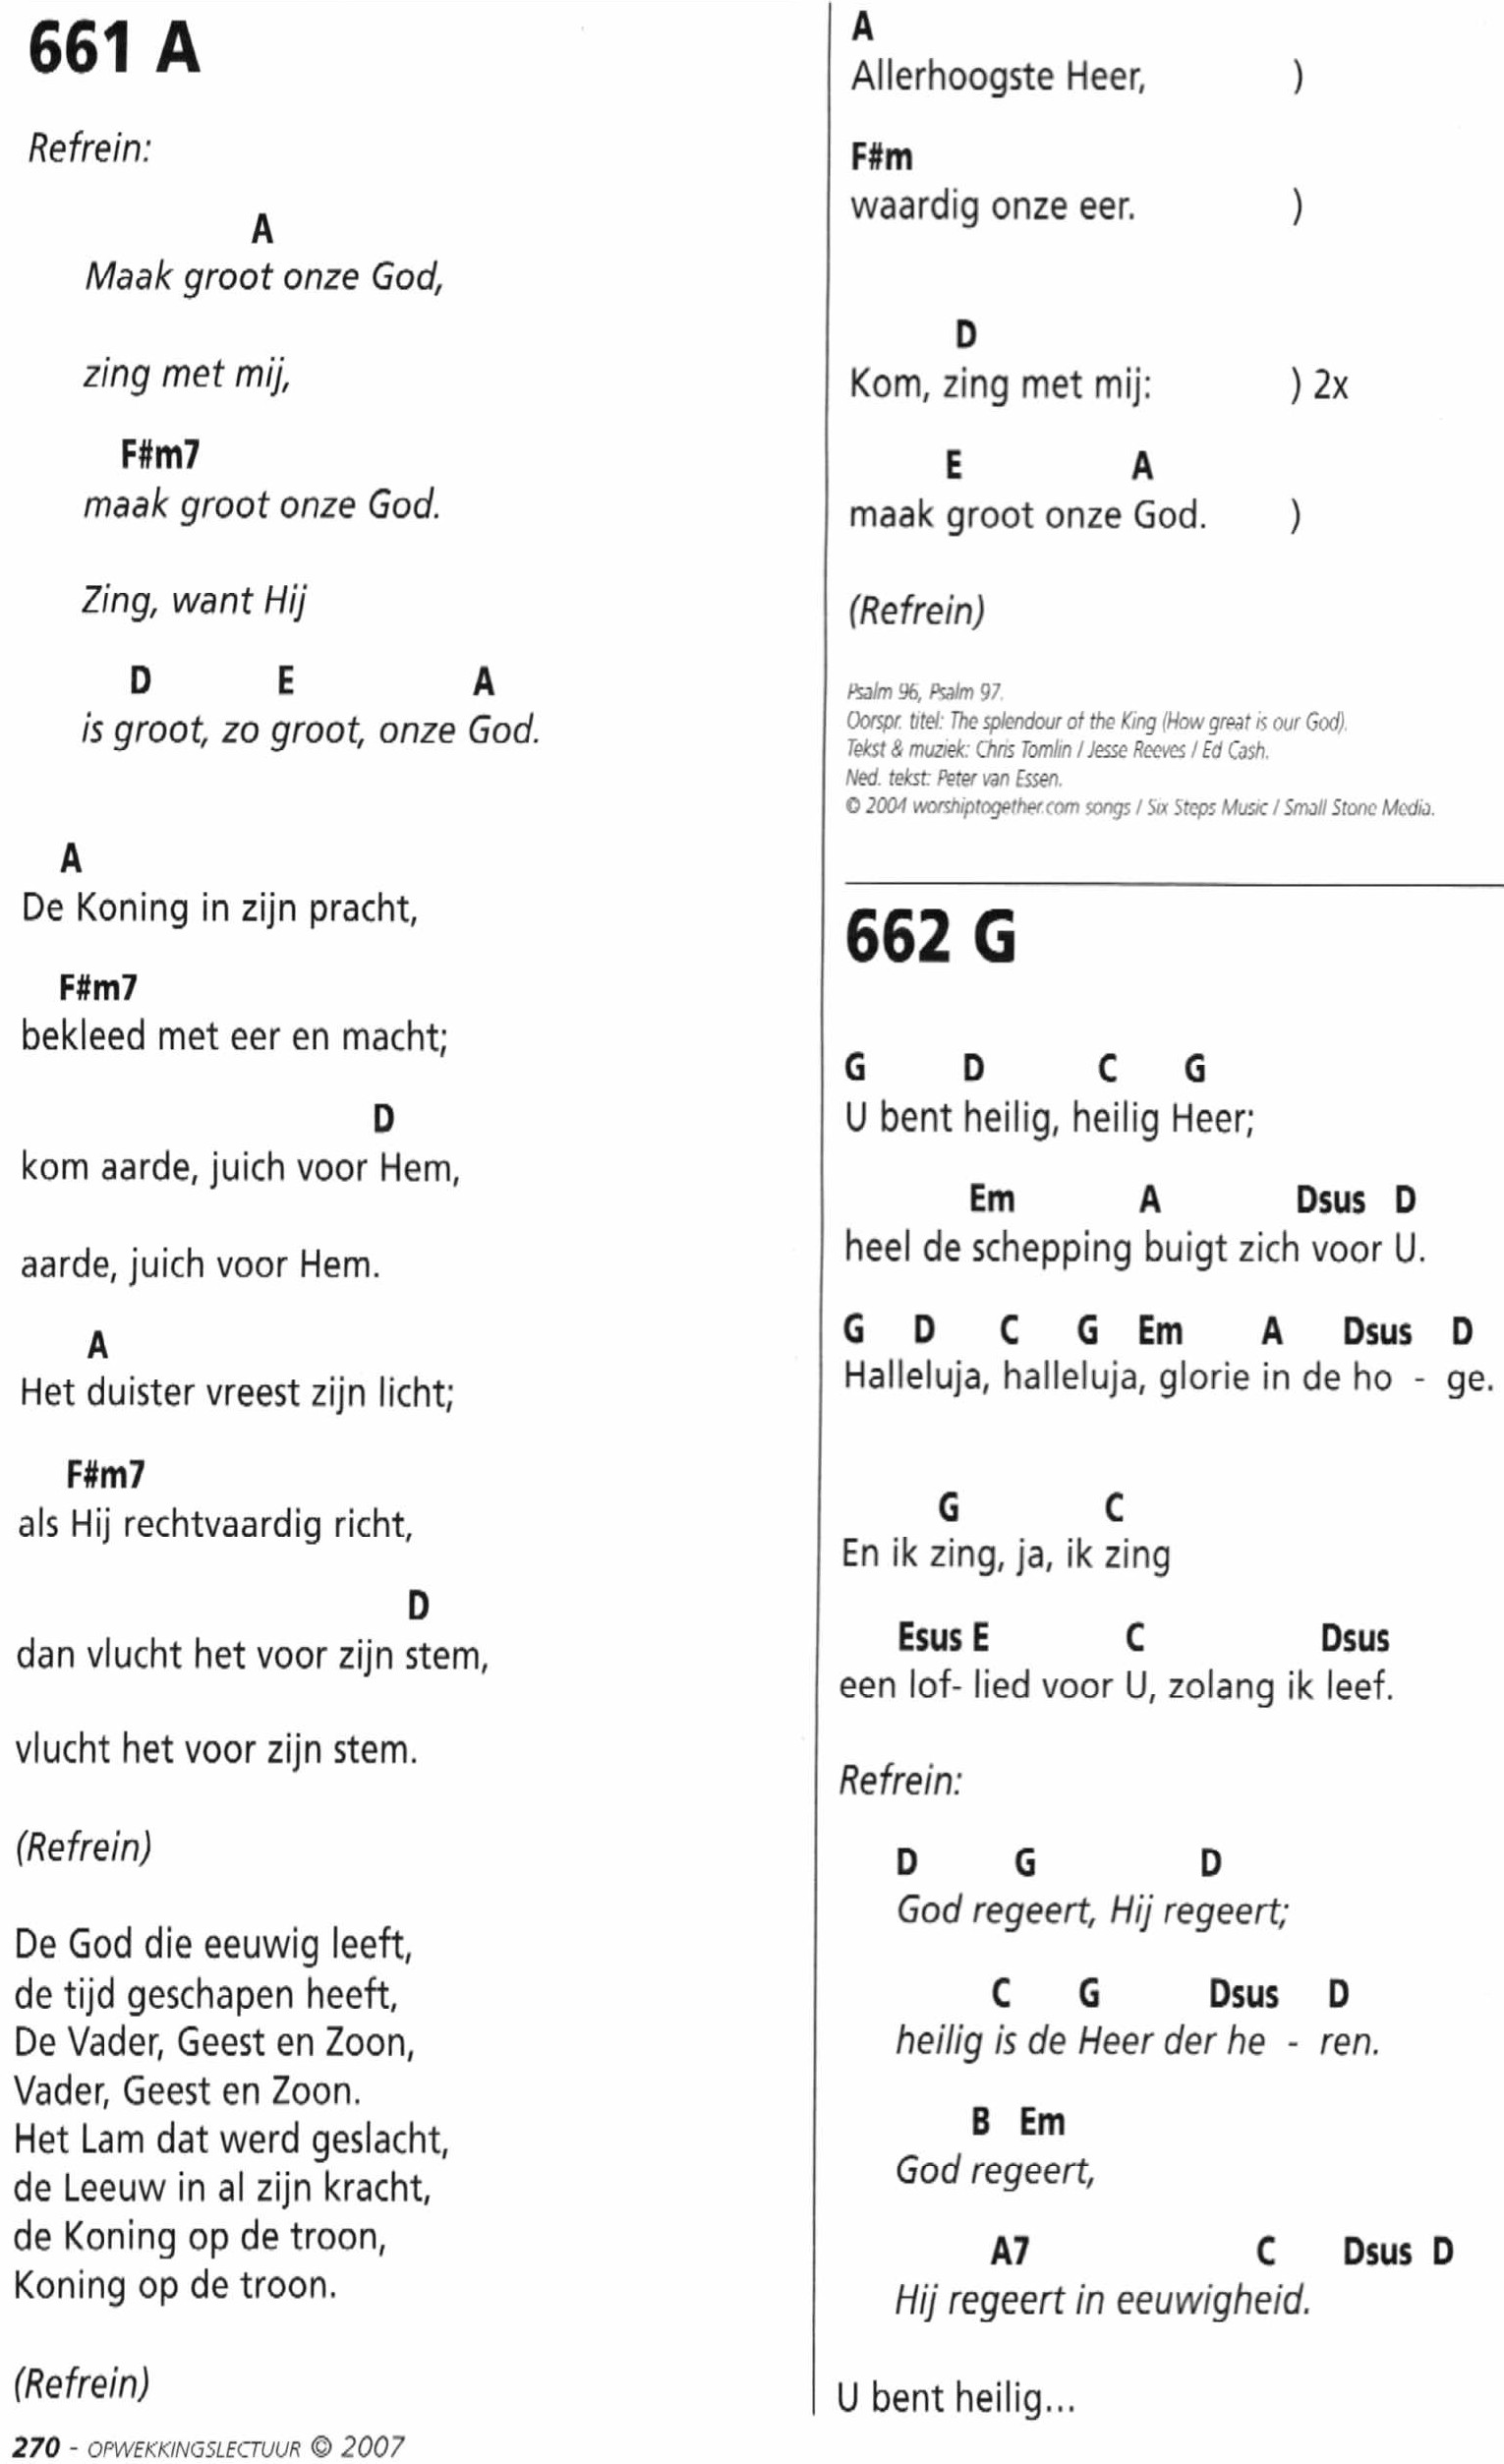 661 A
Refrein:
A
Maak groot onze God,
zing met mij,
F#m7
maak groot onze God.
Zing, want Hij
D E A
is groot, zo groot, onze God.
A
De Koning in zijn pracht,
F#m7
bekleed met eer en macht;
D
kom aarde, juich voor Hem,
aarde, juich voor Hem.
A
Het duister vreest zijn licht;
F#m7
als Hij rechtvaardig richt,
D
dan vlucht het voor zijn stem,
vlucht het voor zijn stem.
(Refrein)
De God die eeuwig leeft,
de tijd geschapen heeft,
De Vader, Geest en Zoon,
Vader, Geest en Zoon.
Het Lam dat werd geslacht,
de Leeuw in al zijn kracht,
de Koning op de troon,
Koning op de troon.
(Refrein)
270 - OPWEKKINGSLECTUUR © 2007
A
Allerhoogste Heer, )
F#m
waardig onze eer. )
D
Kom, zing met mij: ) 2x
E A
maak groot onze God. )
(Refrein)
Psalm 96, Psalm 97.
Oorspr. titel: The splendour of the King (How great is our God).
Tekst & muziek: Chris Tomlin / Jesse Reeves / Ed Cash.
Ned. tekst: Peter van Essen.
© 2004 worshiptogether.com songs / Six Steps Music / Small Stone Media.
662 G
G D C G
U bent heilig, heilig Heer;
Em A Dsus D
heel de schepping buigt zich voor U.
G D C G Em A Dsus D
Halleluja, halleluja, glorie in de ho - ge.
G C
En ik zing, ja, ik zing
Esus E C Dsus
een lof- lied voor U, zolang ik leef.
Refrein:
D G D
God regeert, Hij regeert;
C G Dsus D
heilig is de Heer der he - ren.
B Em
God regeert,
A7 C Dsus D
Hij regeert in eeuwigheid.
U bent heilig...